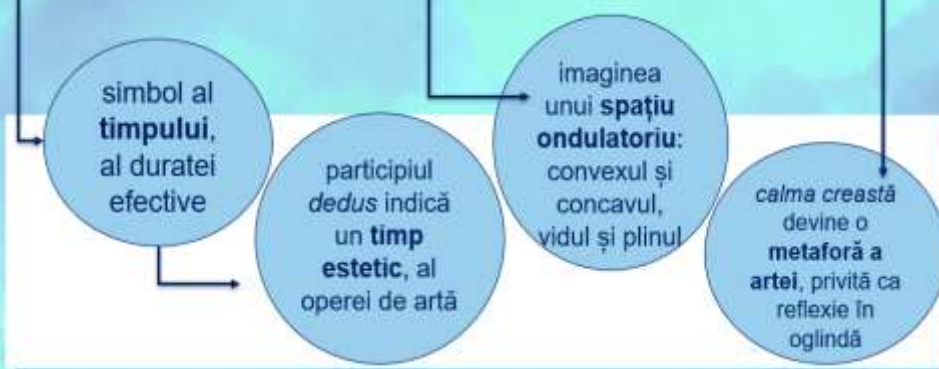 simbol al
timpului,
al duratei
efective
participiul
dedus indică
un timp
estetic, al
operei de artă
imaginea
unui spațiu
ondulatoriu:
convexul și
concavul,
vidul și plinul
calma creastă
devine o
metaforă a
artei, privită ca
reflexie în
oglindă